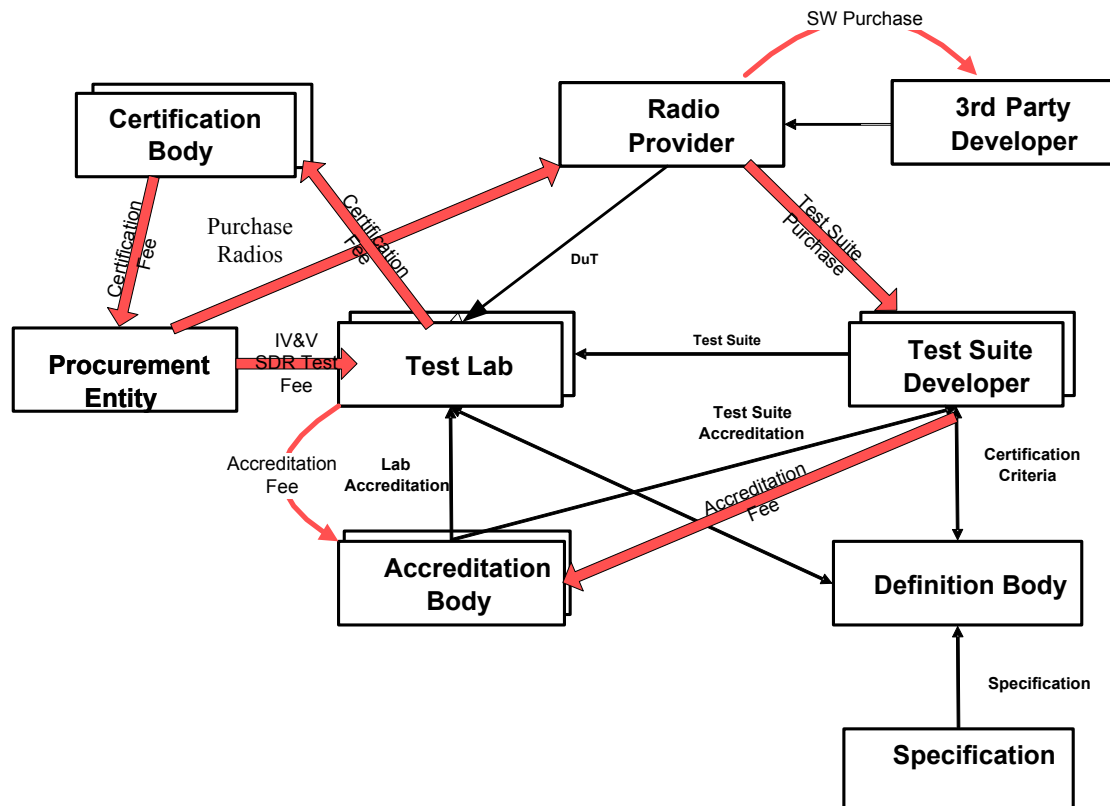 SW Purchase
Certification
Body
Radio
Provider
3rd Party
Developer
Certification
Fee
Purchase
Radios
Certification
Fee
Test Suite
Purchase
DuT
Procurement
Entity
IV&V
SDR Test
Fee
Test Lab
Test Suite
Test Suite
Developer
Accreditation
Fee
Lab
Accreditation
Test Suite
Accreditation
Accreditation
Fee
Certification
Criteria
Accreditation
Body
Definition Body
Specification
Specification